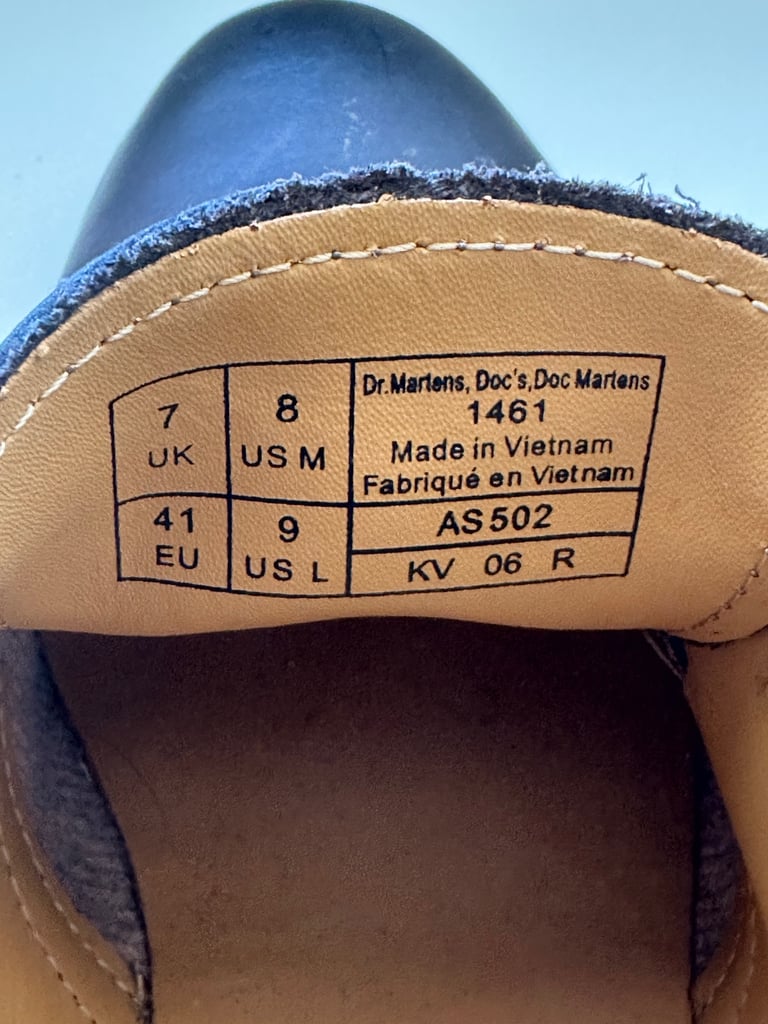 7
UK
8
US M
Dr.Martens, Doc's,Doc Martens
1461
Made in Vietnam
Fabriqué en Vietnam
41
EU
9
US L
AS502
KV 06 R